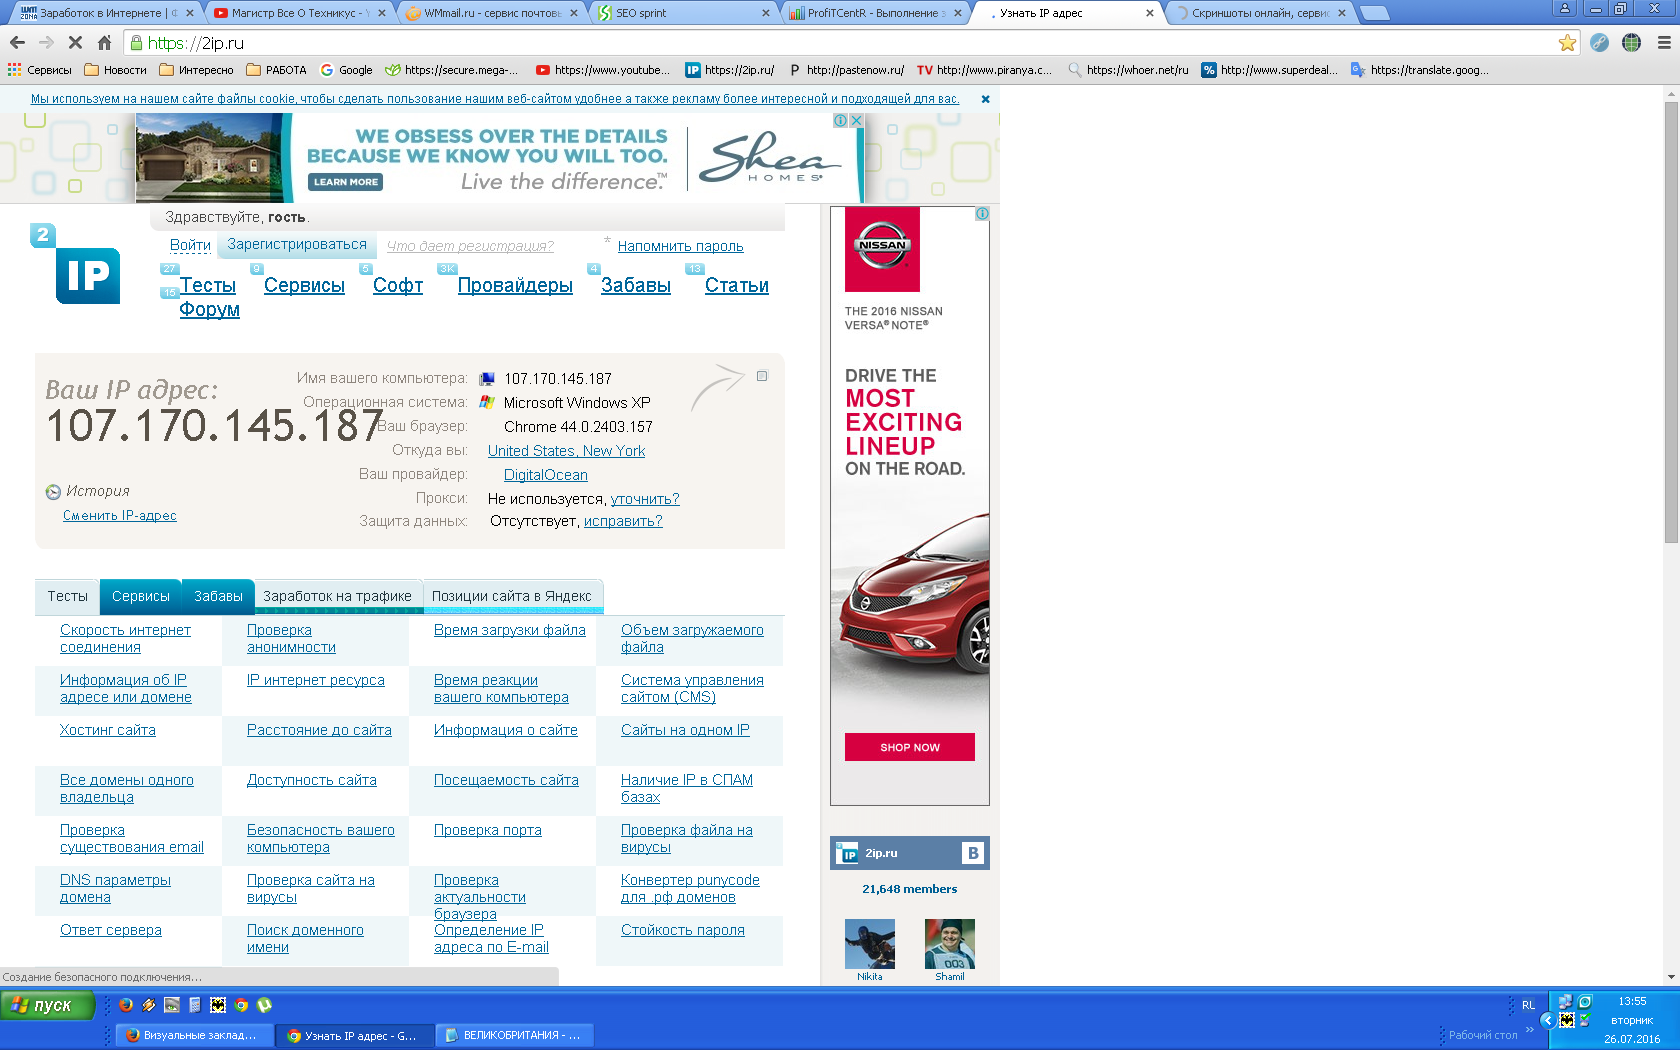 Заработок в Интернете | Ф
Магистр Все О Техникус - Y
WMmail.ru - сервис почтовы
SEO sprint
ProfiTCentR - Выполнение з
Узнать IP адрес
Скриншоты онлайн, сервис
https://2ip.ru
Сервисы
Новости
Интересно
РАБОТА
Google
https://secure.mega-...
https://www.youtube...
https://2ip.ru/
http://pastenow.ru/
http://www.piranya.c...
https://whoer.net/ru
http://www.superdeal...
https://translate.goog...
Мы используем на нашем сайте файлы cookie, чтобы сделать пользование нашим веб-сайтом удобнее а также рекламу более интересной и подходящей для вас.
WE OBSESS OVER THE DETAILS
BECAUSE WE KNOW YOU WILL TOO.
LEARN MORE
Live the difference.™
Shea
HOMES®
Здравствуйте, гость.
Войти
Зарегистрироваться
Что дает регистрация?
* Напомнить пароль
2
IP
27 Тесты
9 Сервисы
5 Софт
3K Провайдеры
4 Забавы
13 Статьи
15 Форум
Ваш IP адрес:
107.170.145.187
История
Сменить IP-адрес
Имя вашего компьютера: 107.170.145.187
Операционная система: Microsoft Windows XP
Ваш браузер: Chrome 44.0.2403.157
Откуда вы: United States, New York
Ваш провайдер: DigitalOcean
Прокси: Не используется, уточнить?
Защита данных: Отсутствует, исправить?
Тесты
Сервисы
Забавы
Заработок на трафике
Позиции сайта в Яндекс
Скорость интернет соединения
Проверка анонимности
Время загрузки файла
Объем загружаемого файла
Информация об IP адресе или домене
IP интернет ресурса
Время реакции вашего компьютера
Система управления сайтом (CMS)
Хостинг сайта
Расстояние до сайта
Информация о сайте
Сайты на одном IP
Все домены одного владельца
Доступность сайта
Посещаемость сайта
Наличие IP в СПАМ базах
Проверка существования email
Безопасность вашего компьютера
Проверка порта
Проверка файла на вирусы
DNS параметры домена
Проверка сайта на вирусы
Проверка актуальности браузера
Конвертер punycode для .рф доменов
Ответ сервера
Поиск доменного имени
Определение IP адреса по E-mail
Стойкость пароля
NISSAN
THE 2016 NISSAN
VERSA® NOTE®
DRIVE THE
MOST
EXCITING
LINEUP
ON THE ROAD.
SHOP NOW
IP
2ip.ru
B
21,648 members
Nikita
Shamil
Создание безопасного подключения...
пуск
Визуальные заклад...
Узнать IP адрес - G...
ВЕЛИКОБРИТАНИЯ - ...
RL
Рабочий стол
13:55
вторник
26.07.2016